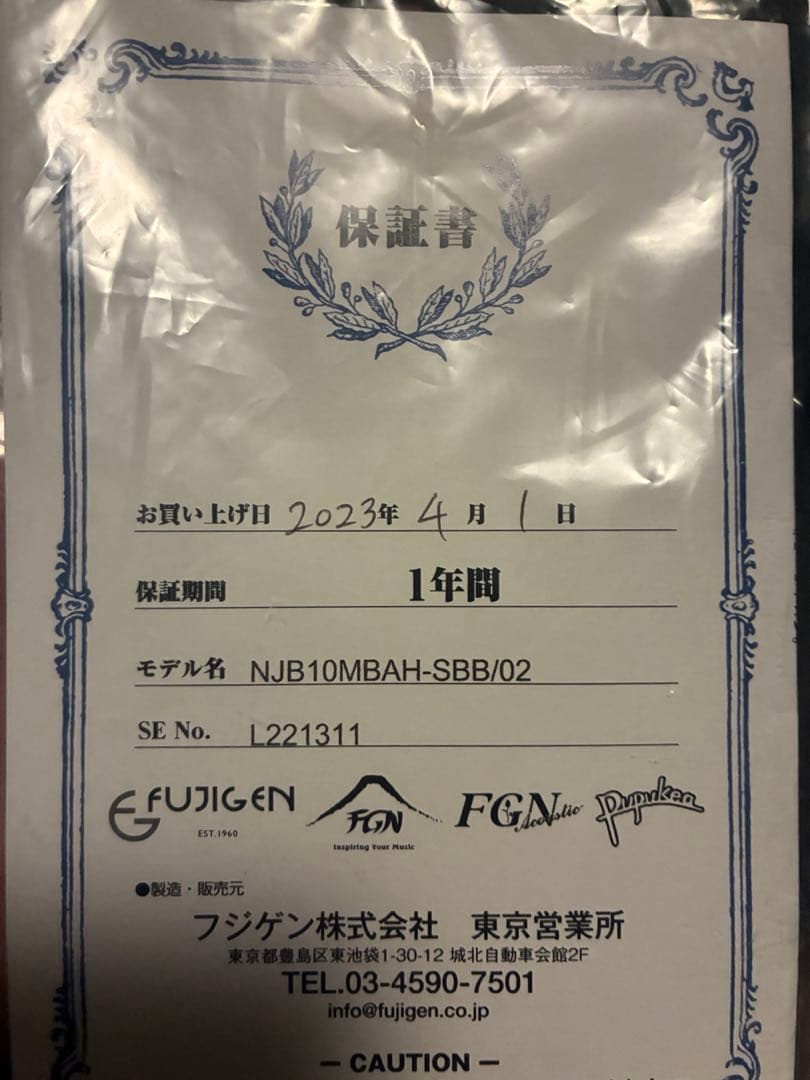 保証書
お買い上げ日 2023年 4月 1日
保証期間 1年間
モデル名 NJB10MBAH-SBB/02
SE No. L221311
FUJIGEN
EST.1960
FGN
Inspiring Your Music
FGN Acoustic
Pupukea
●製造・販売元
フジゲン株式会社 東京営業所
東京都豊島区東池袋1-30-12 城北自動車会館2F
TEL.03-4590-7501
info@fujigen.co.jp
— CAUTION —